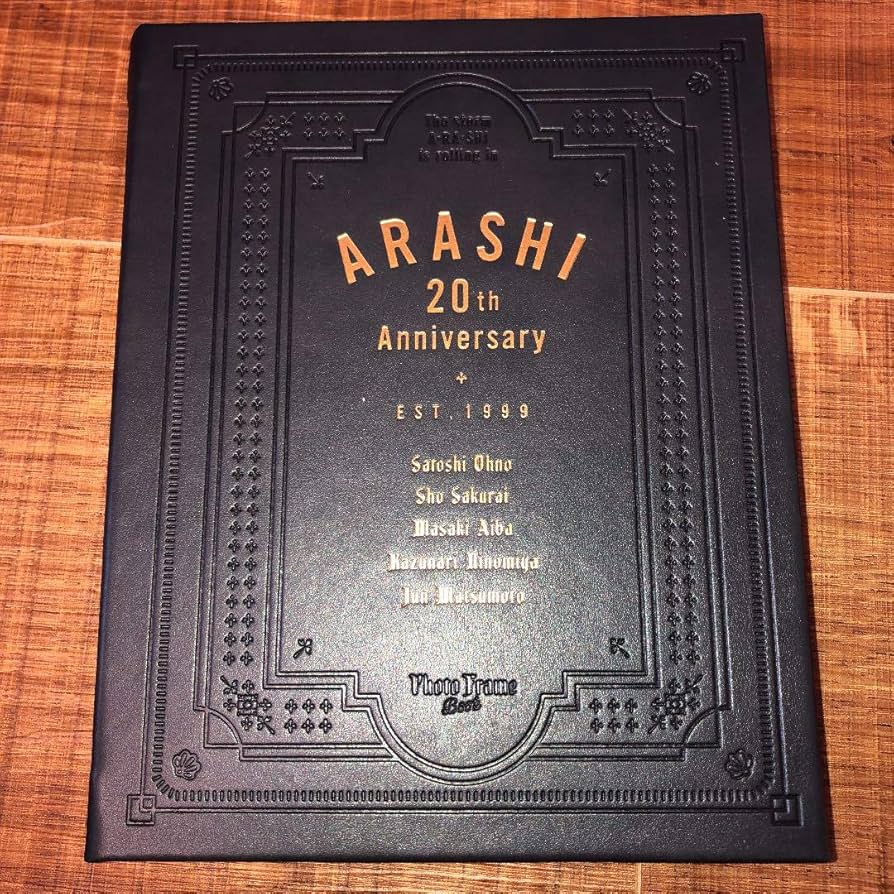 The storm
A・RA・SHI
is rolling in
ARASHI
20th
Anniversary
EST, 1999
Satoshi Ohno
Sho Sakurai
Masaki Aiba
Kazunari Ninomiya
Jun Matsumoto
Photo Frame
Book